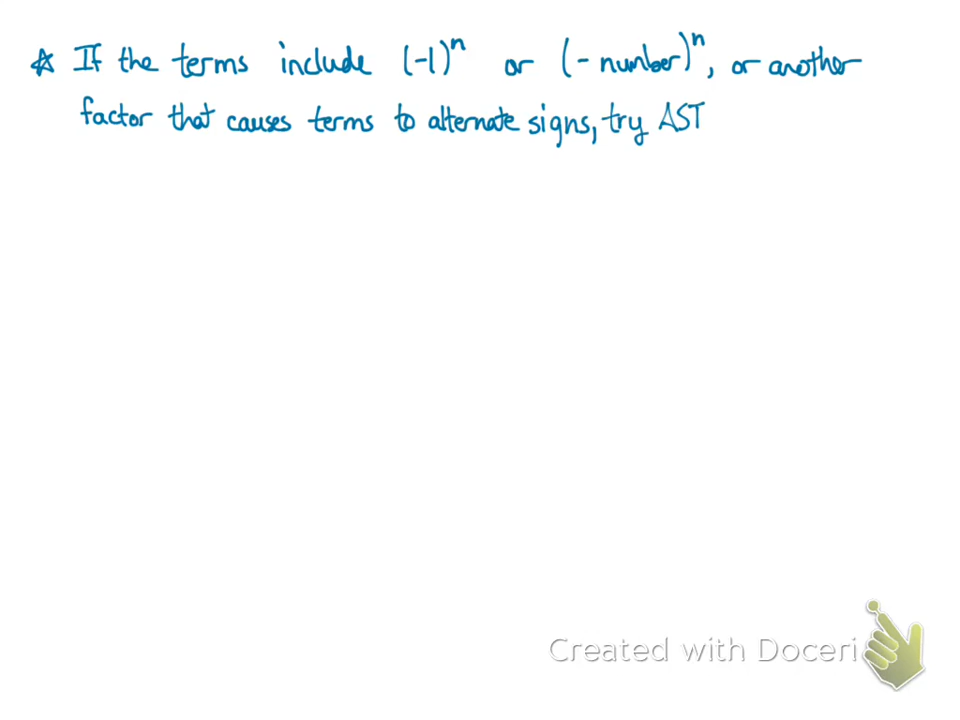 ☆ If the terms include (-1)ⁿ or (- number)ⁿ, or another
factor that causes terms to alternate signs, try AST
Created with Doceri